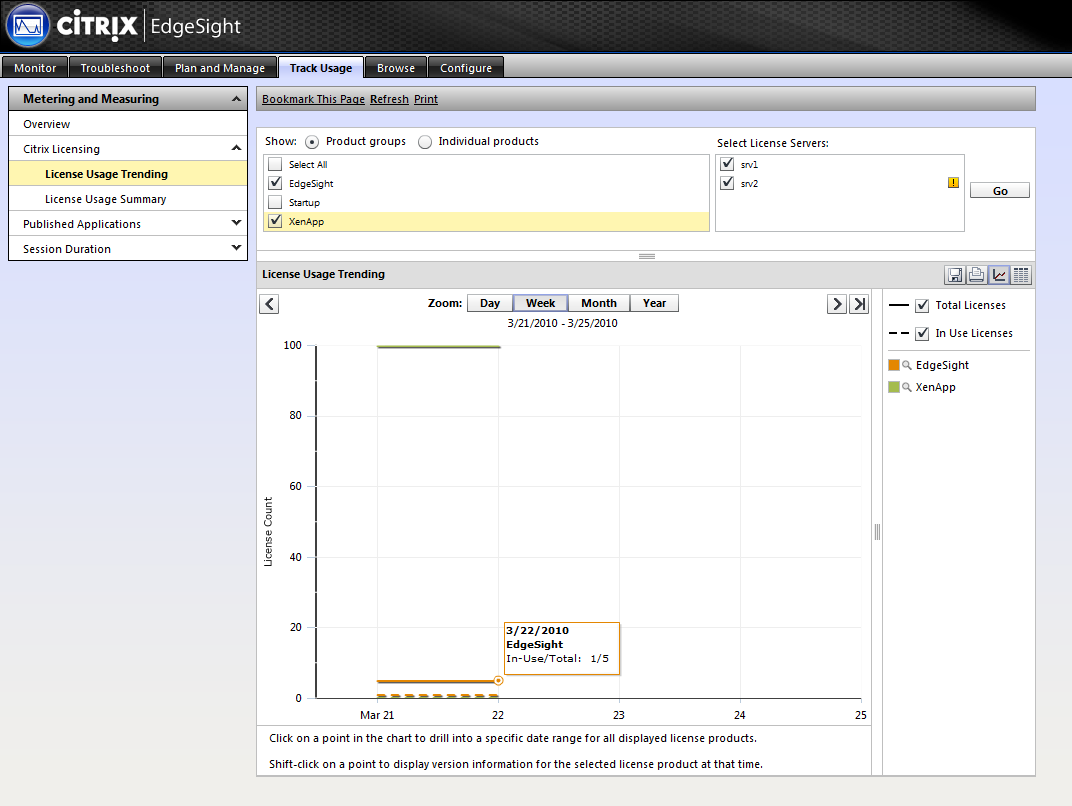 CITRIX EdgeSight
Monitor Troubleshoot Plan and Manage Track Usage Browse Configure
Metering and Measuring
Overview
Citrix Licensing
License Usage Trending
License Usage Summary
Published Applications
Session Duration
Bookmark This Page Refresh Print
Show: Product groups Individual products
Select All
EdgeSight
Startup
XenApp
Select License Servers:
srv1
srv2
Go
License Usage Trending
Zoom: Day Week Month Year
3/21/2010 - 3/25/2010
100
80
60
40
20
0
License Count
3/22/2010
EdgeSight
In-Use/Total: 1/5
Mar 21 22 23 24 25
Total Licenses
In Use Licenses
EdgeSight
XenApp
Click on a point in the chart to drill into a specific date range for all displayed license products.
Shift-click on a point to display version information for the selected license product at that time.